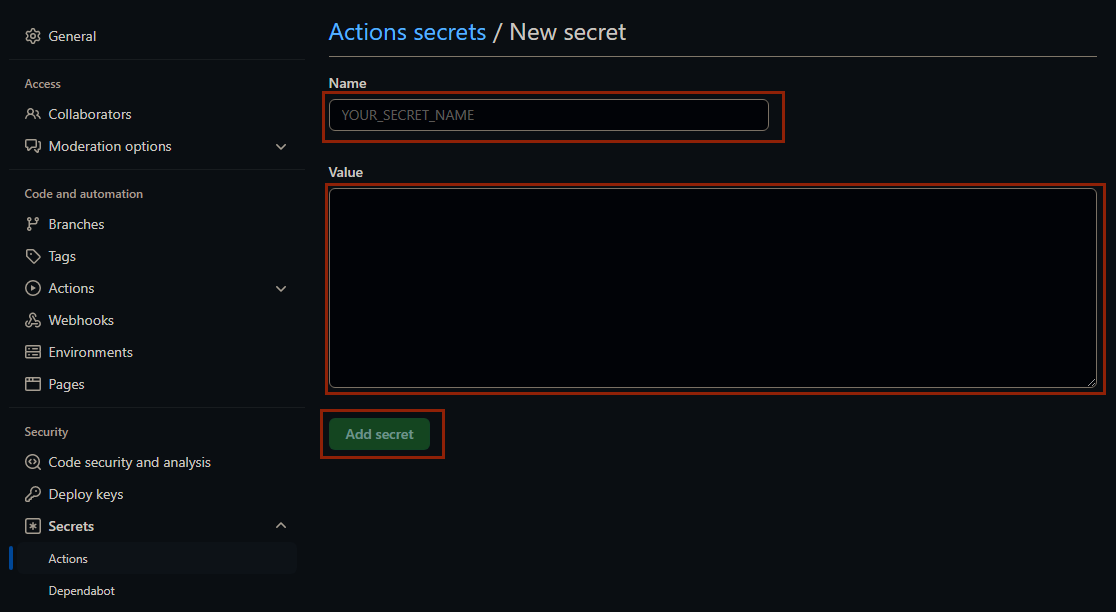 General
Access
Collaborators
Moderation options
Code and automation
Branches
Tags
Actions
Webhooks
Environments
Pages
Security
Code security and analysis
Deploy keys
Secrets
Actions
Dependabot
Actions secrets / New secret
Name
YOUR_SECRET_NAME
Value
Add secret